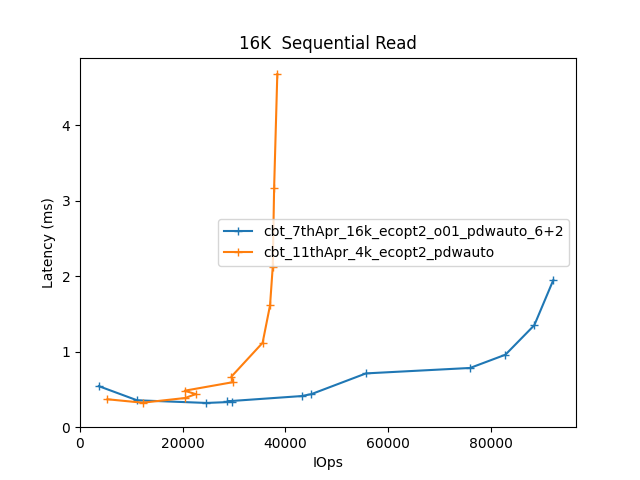 16K  Sequential Read
Latency (ms)
4
3
2
1
0
cbt_7thApr_16k_ecopt2_o01_pdwauto_6+2
cbt_11thApr_4k_ecopt2_pdwauto
0 20000 40000 60000 80000
IOps